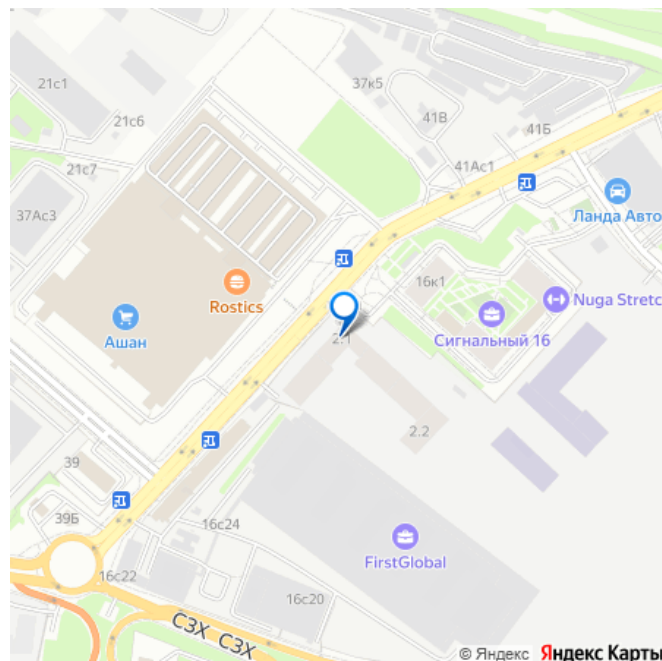 21с1
37к5
21с6
41В
41Б
21с7
41Ас1
37Ас3
Ланда Авто
16к1
Rostics
Nuga Stretc
Ашан
Сигнальный 16
2.1
2.2
39
39Б
16с24
FirstGlobal
16с22
16с20
СЗХ СЗХ
© Яндекс Яндекс Карты